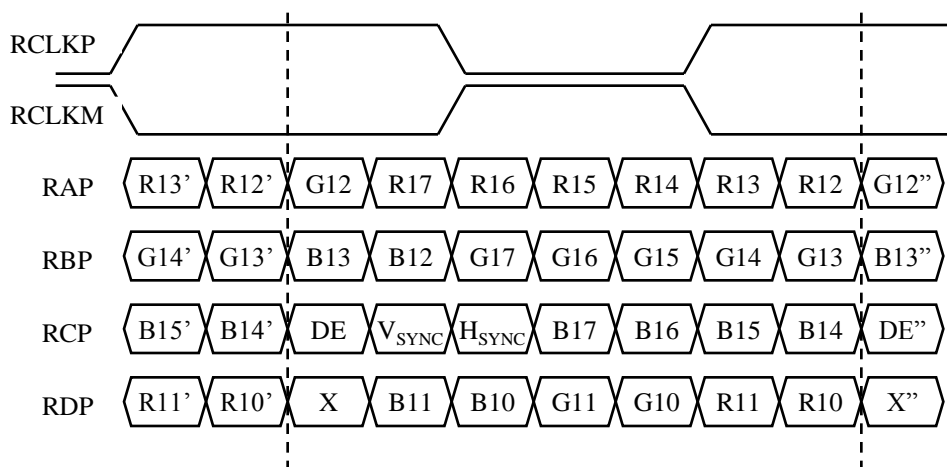 RCLKP
RCLKM
RAP R13’ R12’ G12 R17 R16 R15 R14 R13 R12 G12”
RBP G14’ G13’ B13 B12 G17 G16 G15 G14 G13 B13”
RCP B15’ B14’ DE VSYNC HSYNC B17 B16 B15 B14 DE”
RDP R11’ R10’ X B11 B10 G11 G10 R11 R10 X”